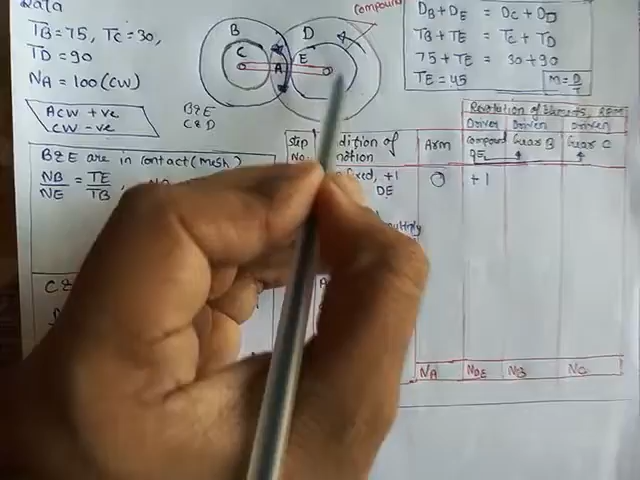 Data
TB = 75, TC = 30,
TD = 90
NA = 100 (CW)
ACW +ve
CW -ve
B
C
A
D
E
compound
B&E
C&D
DB + DE = DC + DD
TB + TE = TC + TD
75 + TE = 30 + 90
TE = 45
M = D/T
B&E are in contact (mesh)
NB/NE = TE/TB ,
Step No
dition of motion
Arm
Revolution of Elements
Driver
Driven
Driven
Compound DE
Gear B
Gear C
fixed, +1
DE
0
+1
NA
NDE
NB
NC